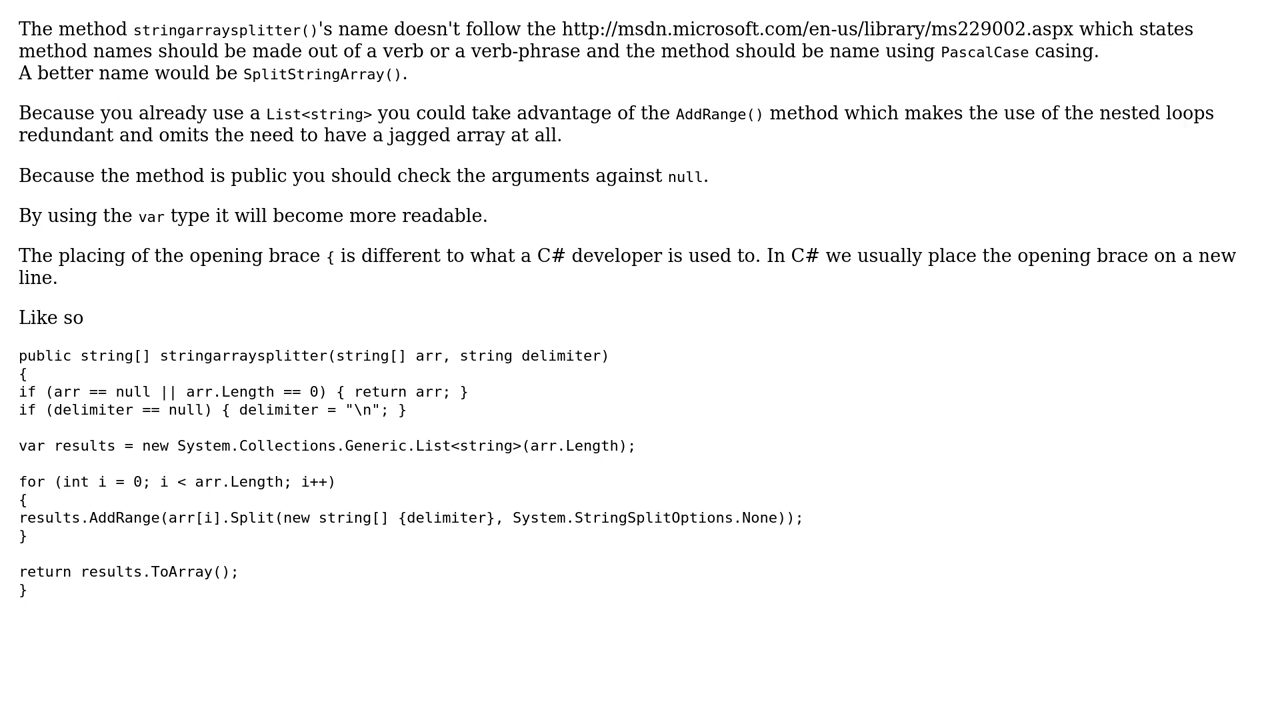 The method stringarraysplitter()'s name doesn't follow the http://msdn.microsoft.com/en-us/library/ms229002.aspx which states
method names should be made out of a verb or a verb-phrase and the method should be name using PascalCase casing.
A better name would be SplitStringArray().
Because you already use a List<string> you could take advantage of the AddRange() method which makes the use of the nested loops
redundant and omits the need to have a jagged array at all.
Because the method is public you should check the arguments against null.
By using the var type it will become more readable.
The placing of the opening brace { is different to what a C# developer is used to. In C# we usually place the opening brace on a new
line.
Like so
public string[] stringarraysplitter(string[] arr, string delimiter)
{
if (arr == null || arr.Length == 0) { return arr; }
if (delimiter == null) { delimiter = "\n"; }
var results = new System.Collections.Generic.List<string>(arr.Length);
for (int i = 0; i < arr.Length; i++)
{
results.AddRange(arr[i].Split(new string[] {delimiter}, System.StringSplitOptions.None));
}
return results.ToArray();
}